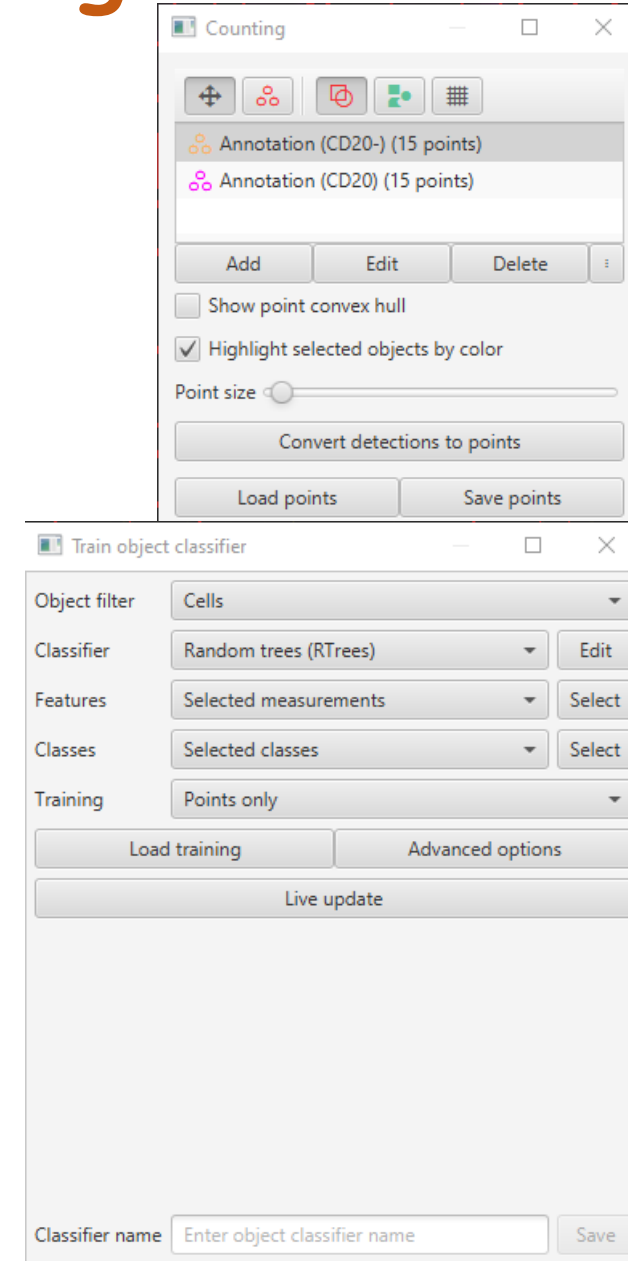 Counting
Annotation (CD20-) (15 points)
Annotation (CD20) (15 points)
Add Edit Delete
Show point convex hull
Highlight selected objects by color
Point size
Convert detections to points
Load points Save points
Train object classifier
Object filter Cells
Classifier Random trees (RTrees) Edit
Features Selected measurements Select
Classes Selected classes Select
Training Points only
Load training Advanced options
Live update
Classifier name Enter object classifier name Save